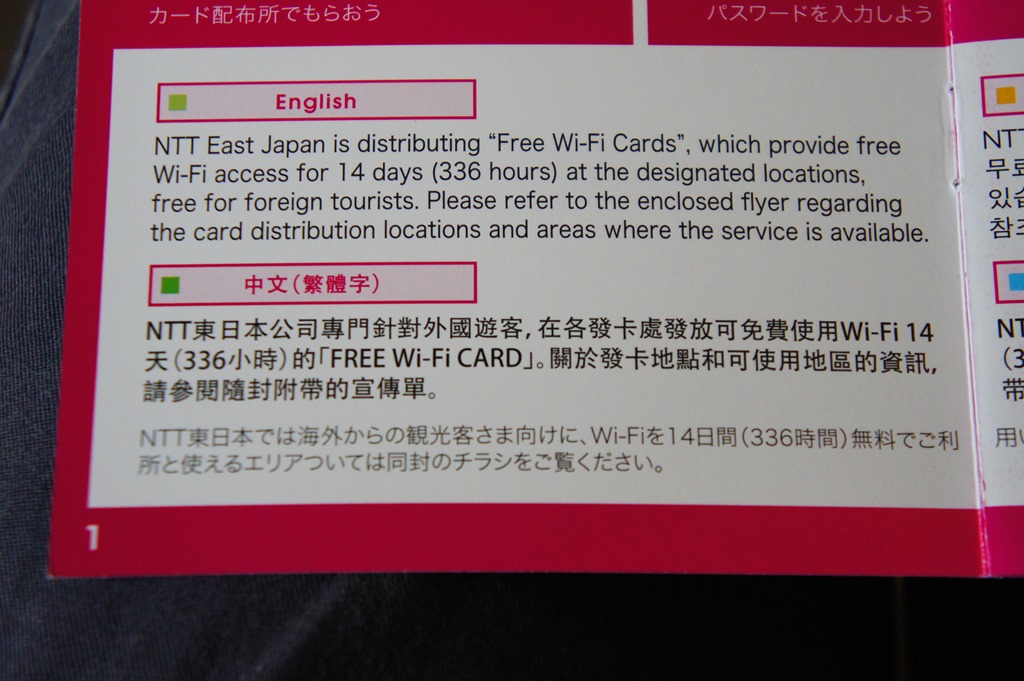 カード配布所でもらおう
パスワードを入力しよう
English
NTT East Japan is distributing “Free Wi-Fi Cards”, which provide free
Wi-Fi access for 14 days (336 hours) at the designated locations,
free for foreign tourists. Please refer to the enclosed flyer regarding
the card distribution locations and areas where the service is available.
中文(繁體字)
NTT東日本公司專門針對外國遊客,在各發卡處發放可免費使用Wi-Fi 14
天(336小時)的「FREE Wi-Fi CARD」。關於發卡地點和可使用地區的資訊,
請參閱隨封附帶的宣傳單。
NTT東日本では海外からの観光客さま向けに、Wi-Fiを14日間(336時間)無料でご利
所と使えるエリアついては同封のチラシをご覧ください。
1
NT
무료
있습
참조
NT
(3
带
用い